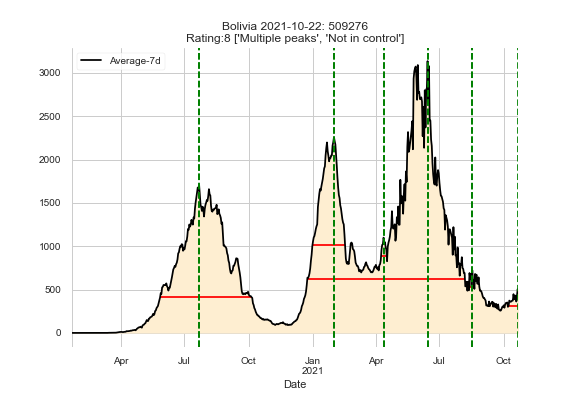 Bolivia 2021-10-22: 509276
Rating:8 ['Multiple peaks', 'Not in control']
Average-7d
3000
2500
2000
1500
1000
500
0
Apr Jul Oct Jan Apr Jul Oct
2021
Date